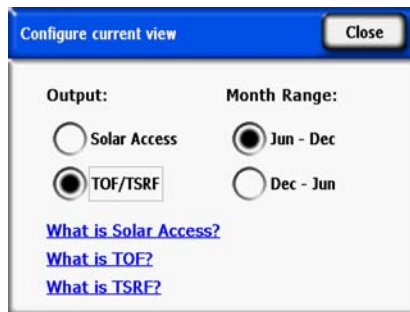 Configure current view
Close
Output:
Month Range:
Solar Access
Jun - Dec
TOF/TSRF
Dec - Jun
What is Solar Access?
What is TOF?
What is TSRF?